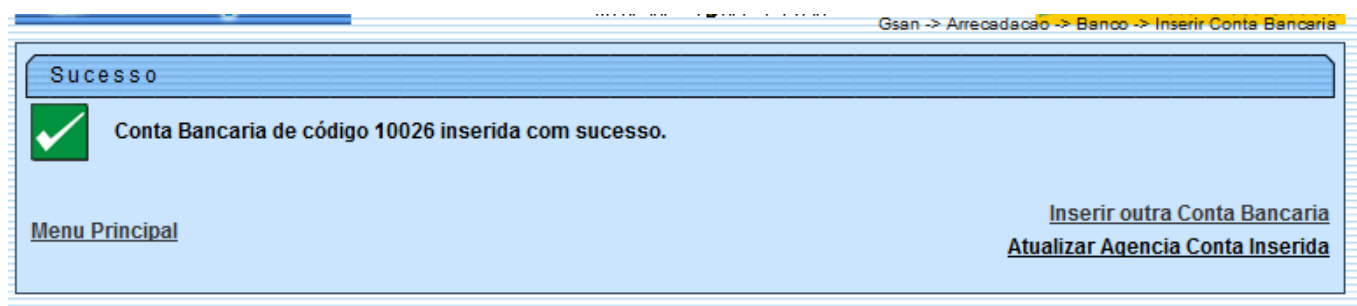 Gsan -> Arrecadacao -> Banco -> Inserir Conta Bancaria
Sucesso
Conta Bancaria de código 10026 inserida com sucesso.
Inserir outra Conta Bancaria
Menu Principal
Atualizar Agencia Conta Inserida